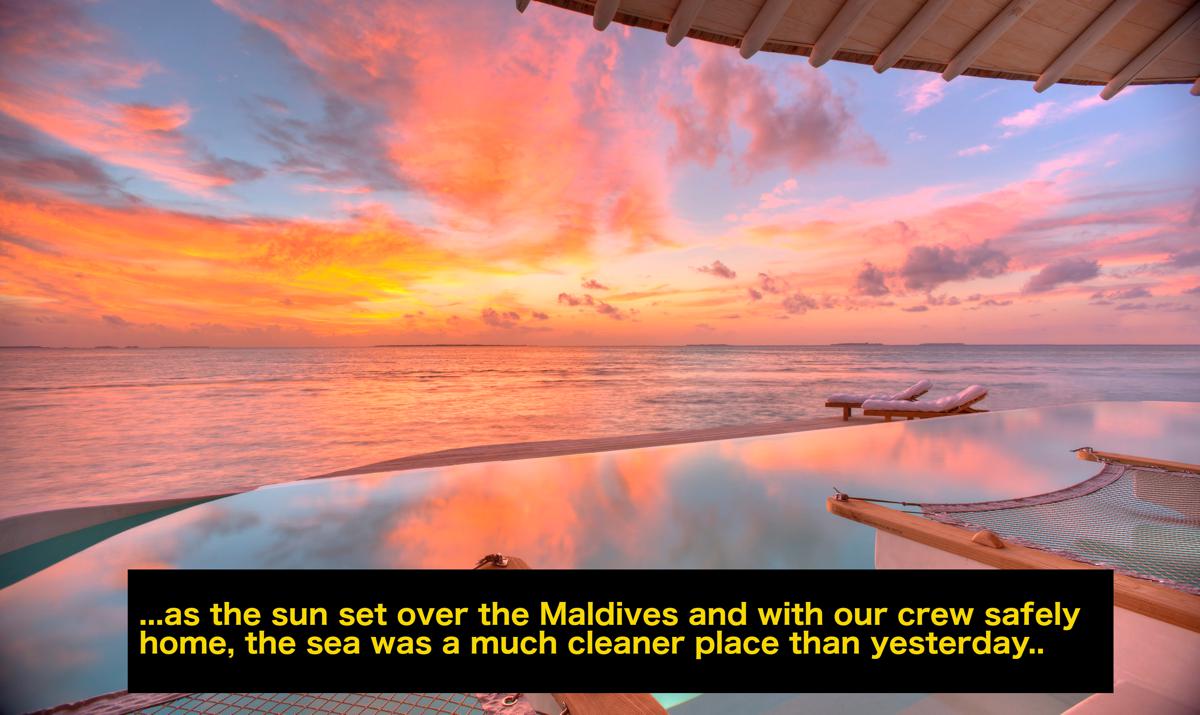 ...as the sun set over the Maldives and with our crew safely
home, the sea was a much cleaner place than yesterday..